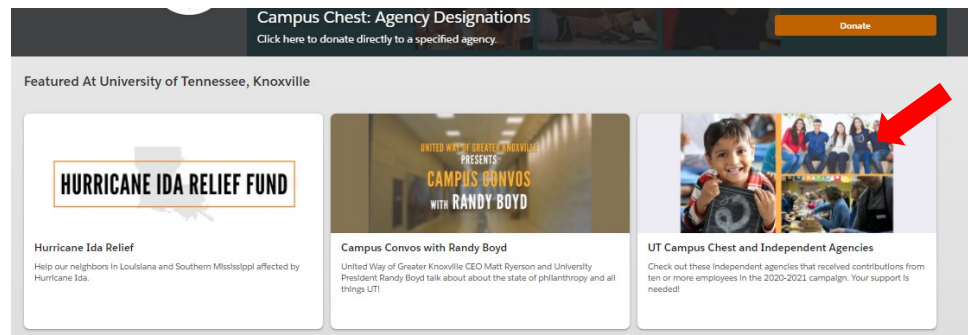 Campus Chest: Agency Designations
Click here to donate directly to a specified agency.
Donate
Featured At University of Tennessee, Knoxville
HURRICANE IDA RELIEF FUND
Hurricane Ida Relief
Help our neighbors in Louisiana and Southern Mississippi affected by
Hurricane Ida.
UNITED WAY OF GREATER KNOXVILLE
PRESENTS
CAMPUS CONVOS
WITH RANDY BOYD
Campus Convos with Randy Boyd
United Way of Greater Knoxville CEO Matt Ryerson and University
President Randy Boyd talk about about the state of philanthropy and all
things UT!
UT Campus Chest and Independent Agencies
Check out these independent agencies that received contributions from
ten or more employees in the 2020-2021 campaign. Your support is
needed!